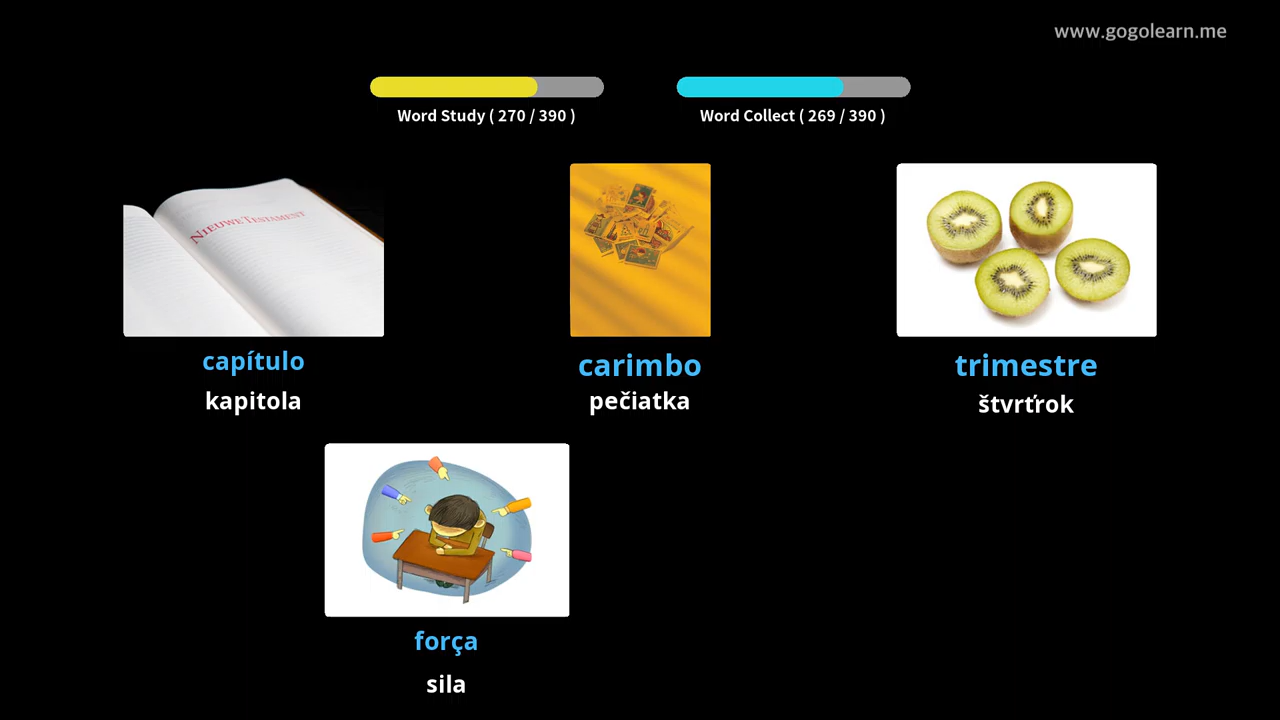 www.gogolearn.me
Word Study ( 270 / 390 )
Word Collect ( 269 / 390 )
NIEUWE TESTAMENT
capítulo
kapitola
carimbo
pečiatka
trimestre
štvrťrok
força
sila